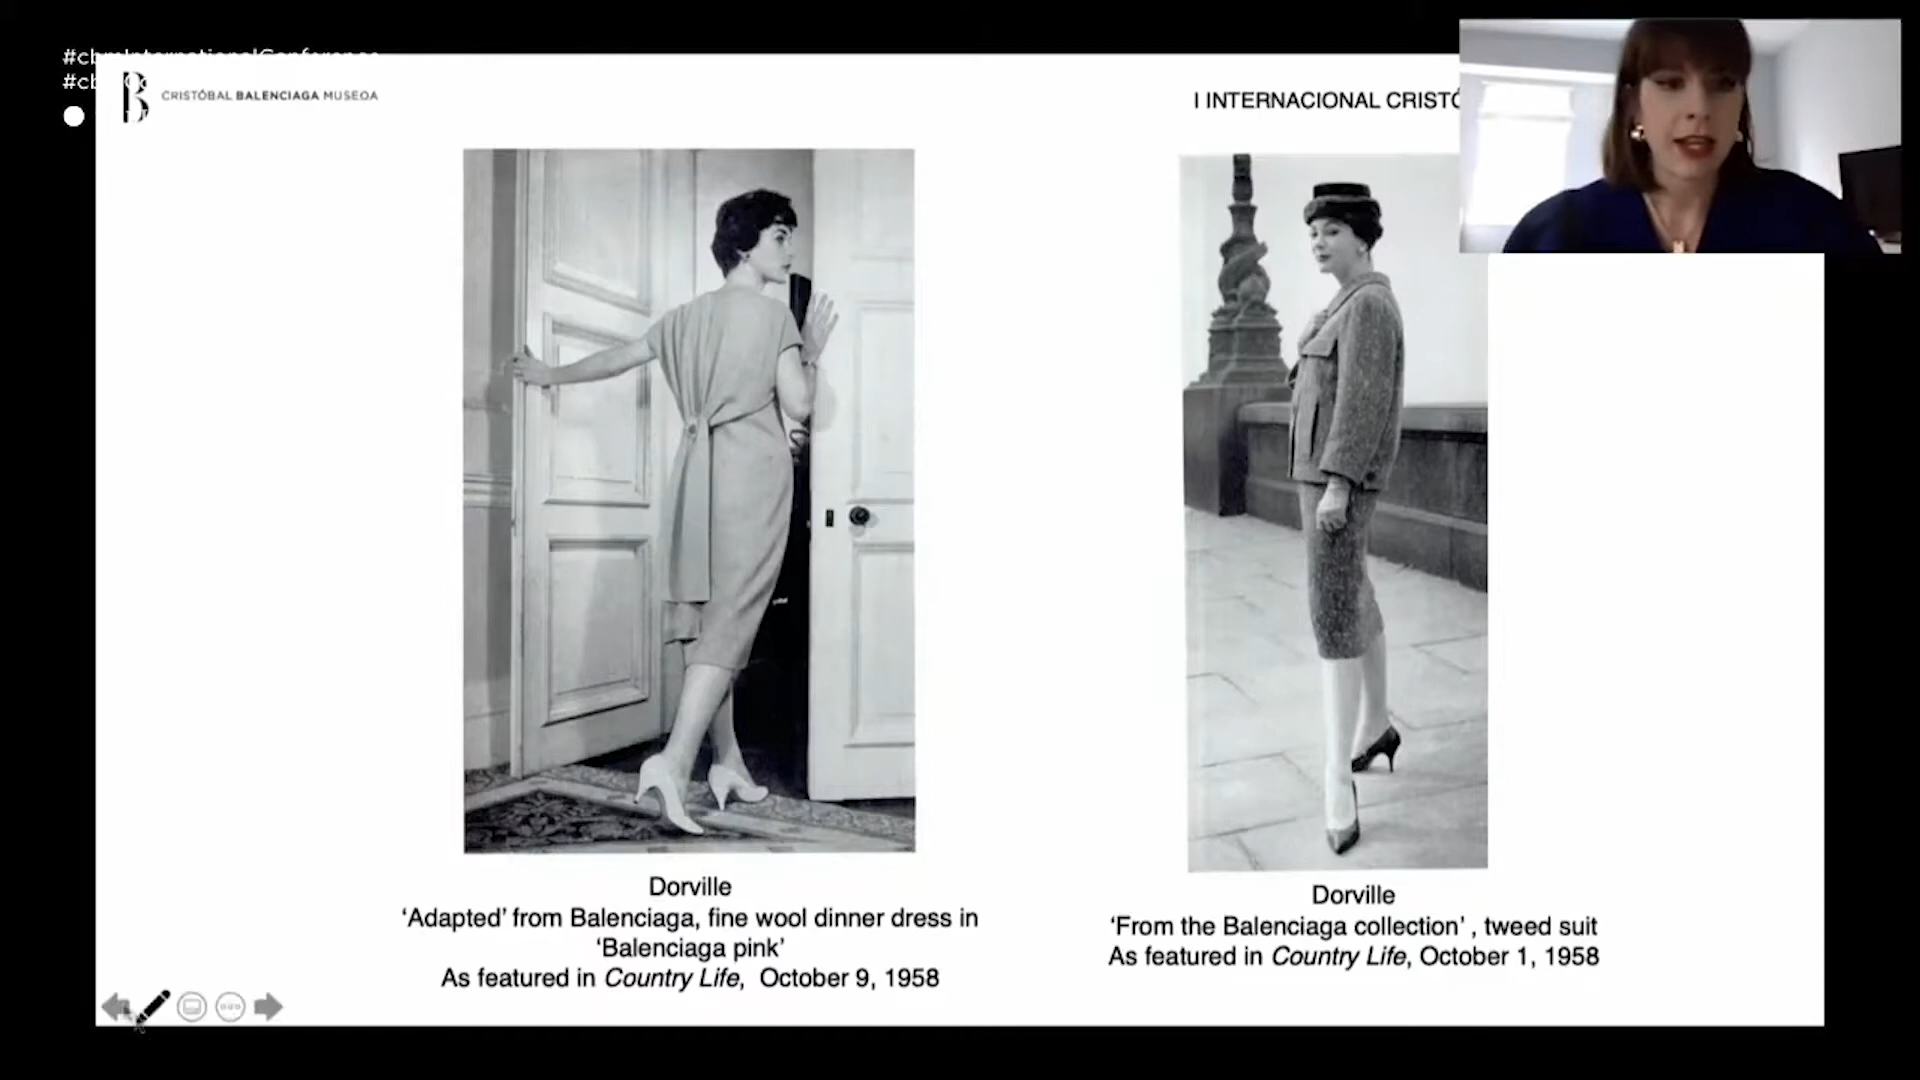 #cbmInternationalConference
CRISTÓBAL BALENCIAGA MUSEOA
I INTERNACIONAL CRISTÓ
Dorville
‘Adapted’ from Balenciaga, fine wool dinner dress in
‘Balenciaga pink’
As featured in Country Life, October 9, 1958
Dorville
‘From the Balenciaga collection’ , tweed suit
As featured in Country Life, October 1, 1958